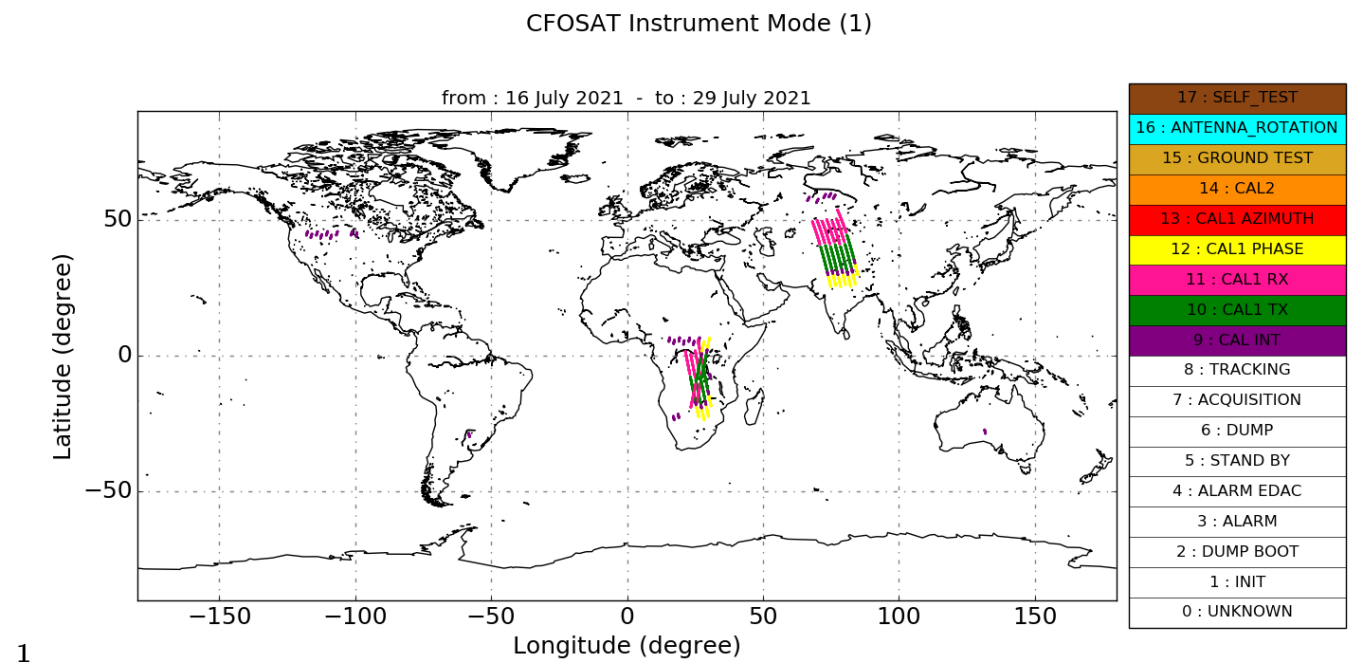 CFOSAT Instrument Mode (1)
from : 16 July 2021 - to : 29 July 2021
17 : SELF_TEST
16 : ANTENNA_ROTATION
15 : GROUND TEST
14 : CAL2
13 : CAL1 AZIMUTH
12 : CAL1 PHASE
11 : CAL1 RX
10 : CAL1 TX
9 : CAL INT
8 : TRACKING
7 : ACQUISITION
6 : DUMP
5 : STAND BY
4 : ALARM EDAC
3 : ALARM
2 : DUMP BOOT
1 : INIT
0 : UNKNOWN
Latitude (degree)
50
0
−50
−150 −100 −50 0 50 100 150
Longitude (degree)
1